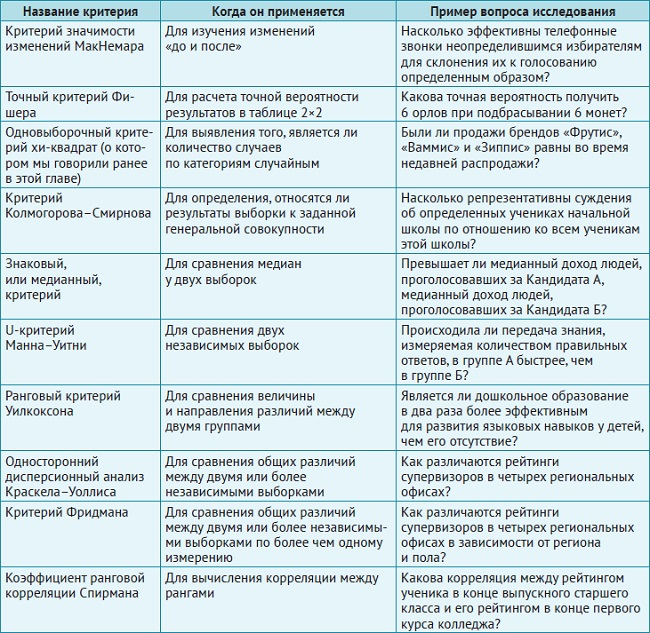 Название критерия
Когда он применяется
Пример вопроса исследования
Критерий значимости
изменений МакНемара
Для изучения изменений
«до и после»
Насколько эффективны телефонные
звонки неопределившимся избирателям
для склонения их к голосованию
определенным образом?
Точный критерий Фи-
шера
Для расчета точной вероятности
результатов в таблице 2×2
Какова точная вероятность получить
6 орлов при подбрасывании 6 монет?
Одновыборочный крите-
рий хи-квадрат (о кото-
ром мы говорили ранее
в этой главе)
Для выявления того, является ли
количество случаев
по категориям случайным
Были ли продажи брендов «Фрутис»,
«Ваммис» и «Зиппис» равны во время
недавней распродажи?
Критерий
Колмогорова–Смирнова
Для определения, относятся ли
результаты выборки к заданной
генеральной совокупности
Насколько репрезентативны суждения
об определенных учениках начальной
школы по отношению ко всем ученикам
этой школы?
Знаковый,
или медианный,
критерий
Для сравнения медиан
у двух выборок
Превышает ли медианный доход людей,
проголосовавших за Кандидата А,
медианный доход людей,
проголосовавших за Кандидата Б?
U-критерий
Манна–Уитни
Для сравнения двух
независимых выборок
Происходила ли передача знания,
измеряемая количеством правильных
ответов, в группе А быстрее, чем
в группе Б?
Ранговый критерий
Уилкоксона
Для сравнения величины
и направления различий между
двумя группами
Является ли дошкольное образование
в два раза более эффективным
для развития языковых навыков у детей,
чем его отсутствие?
Односторонний
дисперсионный анализ
Краскела–Уоллиса
Для сравнения общих различий
между двумя или более
независимыми выборками
Как различаются рейтинги
супервизоров в четырех региональных
офисах?
Критерий Фридмана
Для сравнения общих различий
между двумя или более независимы-
ми выборками по более чем одному
измерению
Как различаются рейтинги
супервизоров в четырех региональных
офисах в зависимости от региона
и пола?
Коэффициент ранговой
корреляции Спирмана
Для вычисления корреляции между
рангами
Какова корреляция между рейтингом
ученика в конце выпускного старшего
класса и его рейтингом в конце первого
курса колледжа?